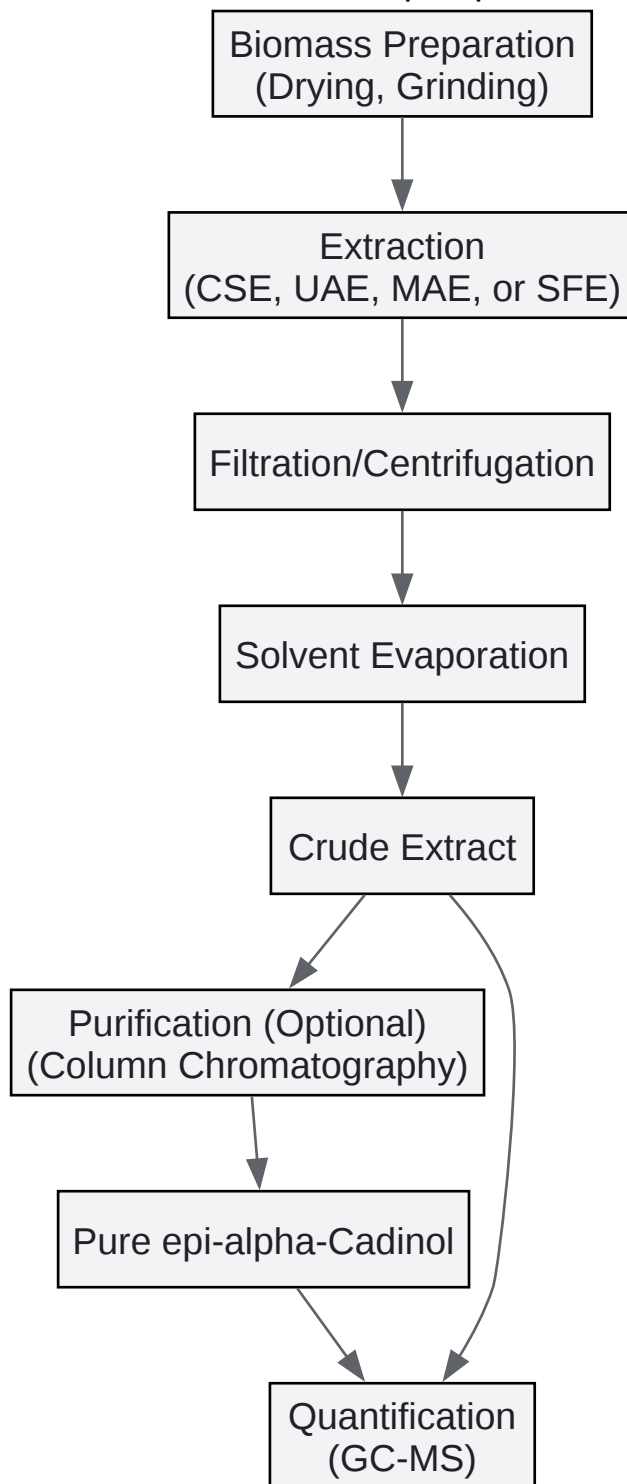 Biomass Preparation
(Drying, Grinding)
Extraction
(CSE, UAE, MAE, or SFE)
Filtration/Centrifugation
Solvent Evaporation
Crude Extract
Purification (Optional)
(Column Chromatography)
Pure epi-alpha-Cadinol
Quantification
(GC-MS)